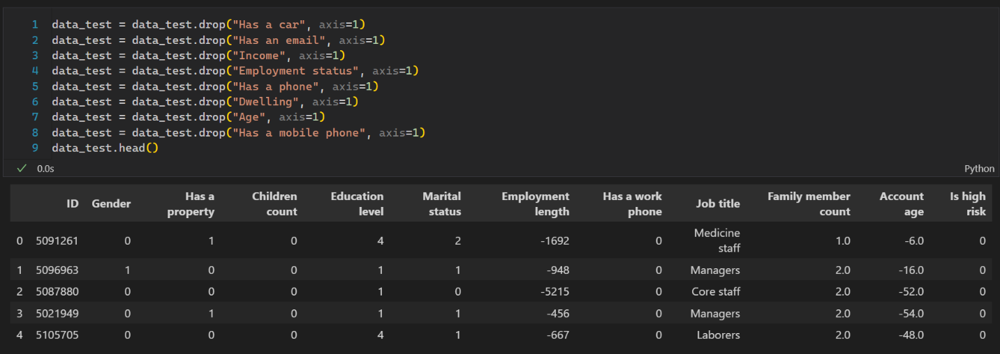 1 data_test = data_test.drop("Has a car", axis=1)
2 data_test = data_test.drop("Has an email", axis=1)
3 data_test = data_test.drop("Income", axis=1)
4 data_test = data_test.drop("Employment status", axis=1)
5 data_test = data_test.drop("Has a phone", axis=1)
6 data_test = data_test.drop("Dwelling", axis=1)
7 data_test = data_test.drop("Age", axis=1)
8 data_test = data_test.drop("Has a mobile phone", axis=1)
9 data_test.head()
✓ 0.0s Python
ID Gender Has a property Children count Education level Marital status Employment length Has a work phone Job title Family member count Account age Is high risk
0 5091261 0 1 0 4 2 -1692 0 Medicine staff 1.0 -6.0 0
1 5096963 1 0 0 1 1 -948 0 Managers 2.0 -16.0 0
2 5087880 0 0 0 1 0 -5215 0 Core staff 2.0 -52.0 0
3 5021949 0 1 0 1 1 -456 0 Managers 2.0 -54.0 0
4 5105705 0 0 0 4 1 -667 0 Laborers 2.0 -48.0 0